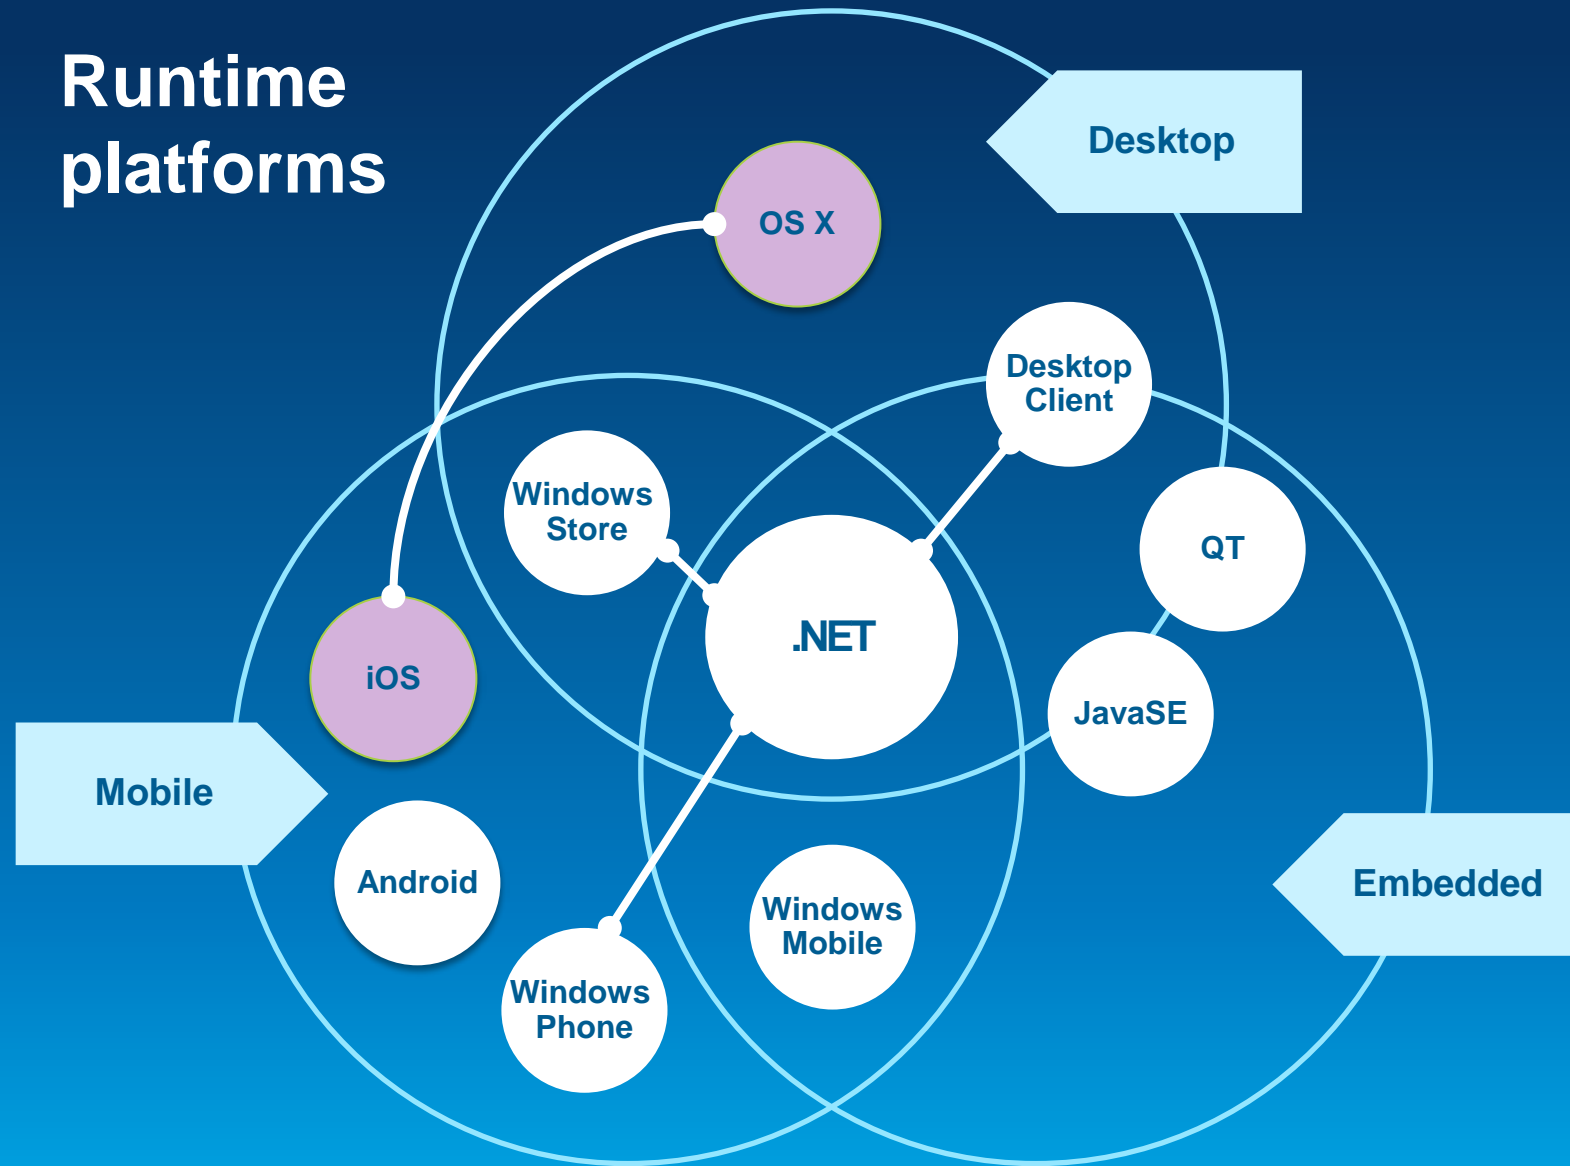 Runtime
platforms
Desktop
OS X
Desktop
Client
Windows
Store
QT
.NET
iOS
JavaSE
Mobile
Android
Embedded
Windows
Mobile
Windows
Phone